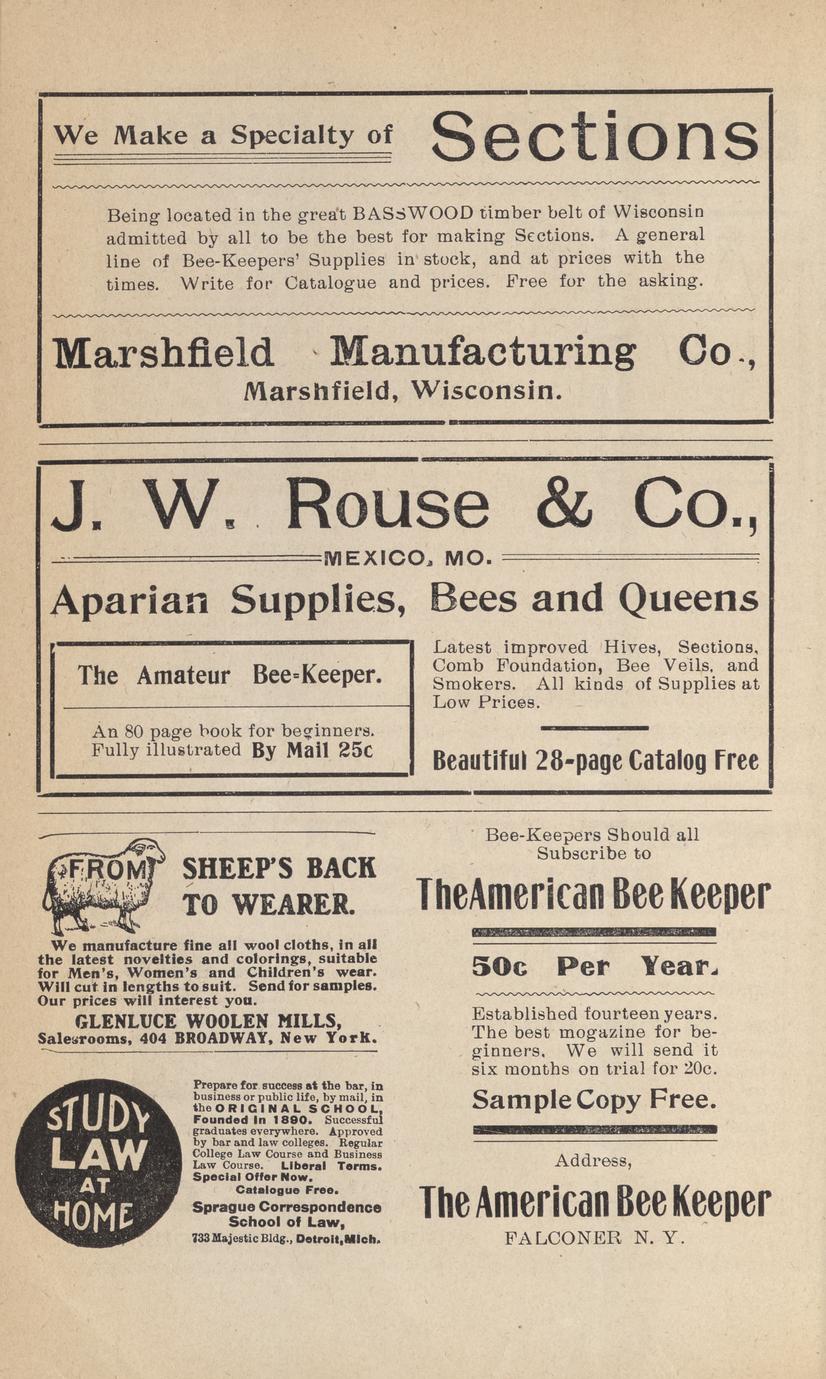 We Make a Specialty of Sections
Being located in the great BASSWOOD timber belt of Wisconsin
admitted by all to be the best for making Sections. A general
line of Bee-Keepers' Supplies in stock, and at prices with the
times. Write for Catalogue and prices. Free for the asking.
Marshfield Manufacturing Co.,
Marshfield, Wisconsin.
J. W. Rouse & Co.,
MEXICO, MO.
Aparian Supplies, Bees and Queens
The Amateur Bee-Keeper.
An 80 page book for beginners.
Fully illustrated By Mail 25c
Latest improved Hives, Sections,
Comb Foundation, Bee Veils, and
Smokers. All kinds of Supplies at
Low Prices.
Beautiful 28-page Catalog Free
FROM SHEEP'S BACK
TO WEARER.
We manufacture fine all wool cloths, in all
the latest novelties and colorings, suitable
for Men's, Women's and Children's wear.
Will cut in lengths to suit. Send for samples.
Our prices will interest you.
GLENLUCE WOOLEN MILLS,
Salesrooms, 404 BROADWAY, New York.
STUDY
LAW
AT
HOME
Prepare for success at the bar, in
business or public life, by mail, in
the ORIGINAL SCHOOL,
Founded in 1890. Successful
graduates everywhere. Approved
by bar and law colleges. Regular
College Law Course and Business
Law Course. Liberal Terms.
Special Offer Now.
Catalogue Free.
Sprague Correspondence
School of Law,
733 Majestic Bldg., Detroit, Mich.
Bee-Keepers Should all
Subscribe to
The American Bee Keeper
50c Per Year.
Established fourteen years.
The best mogazine for be-
ginners. We will send it
six months on trial for 20c.
Sample Copy Free.
Address,
The American Bee Keeper
FALCONER N. Y.